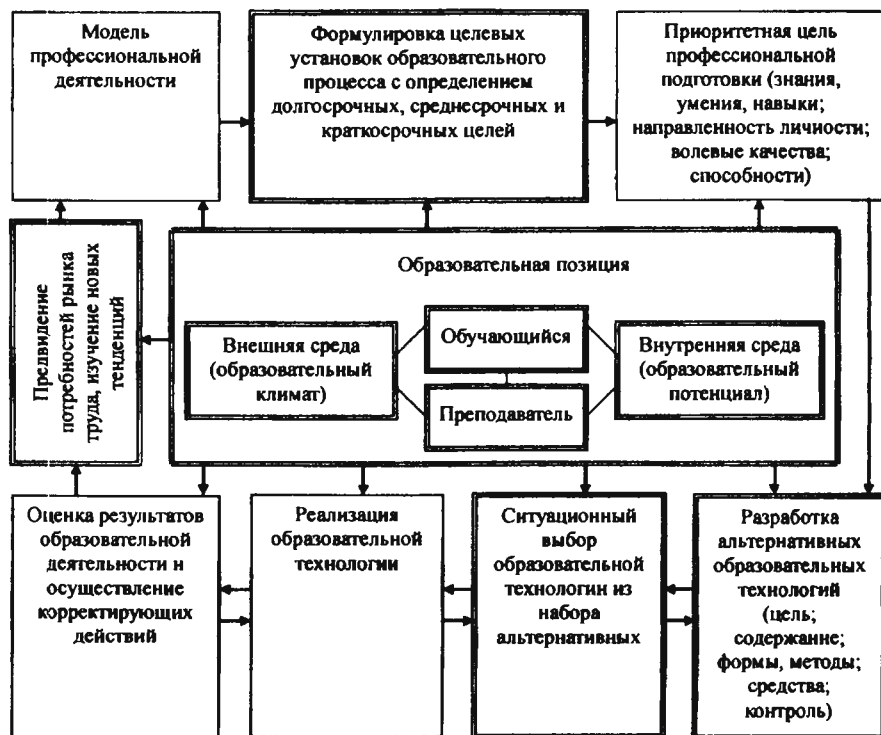 Модель
профессиональной
деятельности
Формулировка целевых
установок образовательного
процесса с определением
долгосрочных, среднесрочных и
краткосрочных целей
Приоритетная цель
профессиональной
подготовки (знания,
умения, навыки;
направленность личности;
волевые качества;
способности)
Предвидение
потребностей рынка
труда, изучение новых
тенденций
Образовательная позиция
Внешняя среда
(образовательный
климат)
Обучающийся
Преподаватель
Внутренняя среда
(образовательный
потенциал)
Оценка результатов
образовательной
деятельности и
осуществление
корректирующих
действий
Реализация
образовательной
технологии
Ситуационный
выбор
образовательной
технологии из
набора
альтернативных
Разработка
альтернативных
образовательных
технологий
(цель;
содержание;
формы, методы;
средства;
контроль)